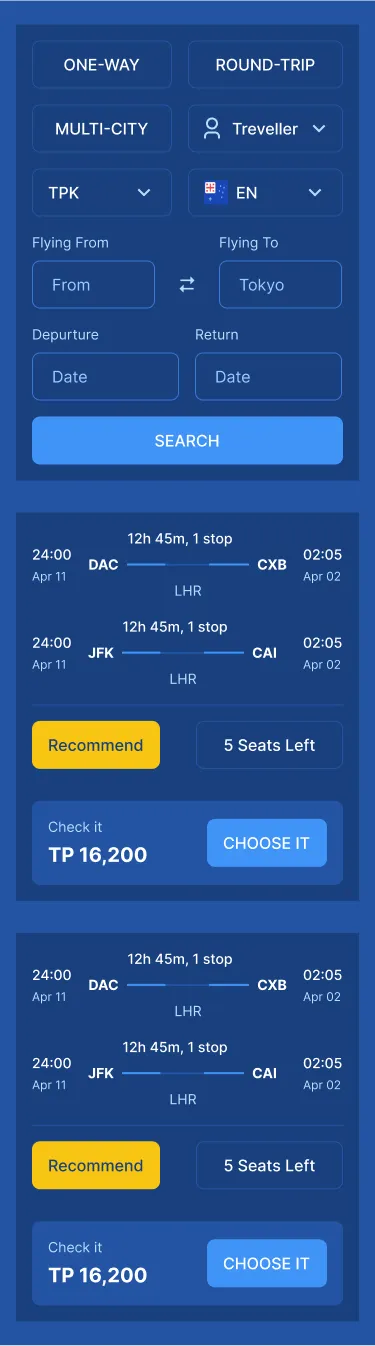 ONE-WAY ROUND-TRIP
MULTI-CITY Treveller
TPK EN
Flying From Flying To
From Tokyo
Depurture Return
Date Date
SEARCH
12h 45m, 1 stop
24:00 DAC CXB 02:05
Apr 11 LHR Apr 02
12h 45m, 1 stop
24:00 JFK CAI 02:05
Apr 11 LHR Apr 02
Recommend 5 Seats Left
Check it
TP 16,200 CHOOSE IT
12h 45m, 1 stop
24:00 DAC CXB 02:05
Apr 11 LHR Apr 02
12h 45m, 1 stop
24:00 JFK CAI 02:05
Apr 11 LHR Apr 02
Recommend 5 Seats Left
Check it
TP 16,200 CHOOSE IT